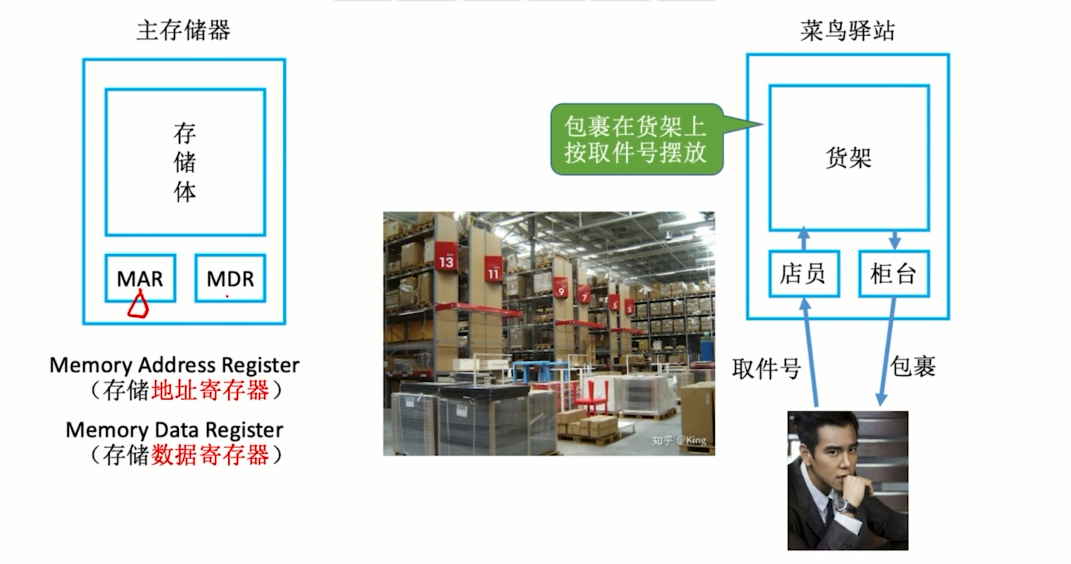 主存储器
存
储
体
MAR
MDR
Memory Address Register
（存储地址寄存器）
Memory Data Register
（存储数据寄存器）
包裹在货架上
按取件号摆放
13
11
9
7
5
3
知乎 @King
菜鸟驿站
货架
店员
柜台
取件号
包裹